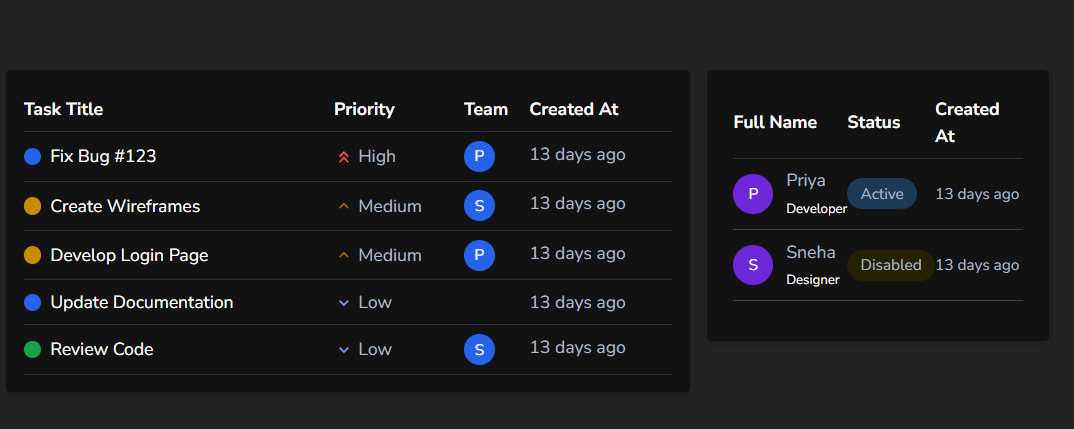 Task Title Priority Team Created At
Fix Bug #123 High P 13 days ago
Create Wireframes Medium S 13 days ago
Develop Login Page Medium P 13 days ago
Update Documentation Low 13 days ago
Review Code Low S 13 days ago
Full Name Status Created At
P Priya Developer Active 13 days ago
S Sneha Designer Disabled 13 days ago